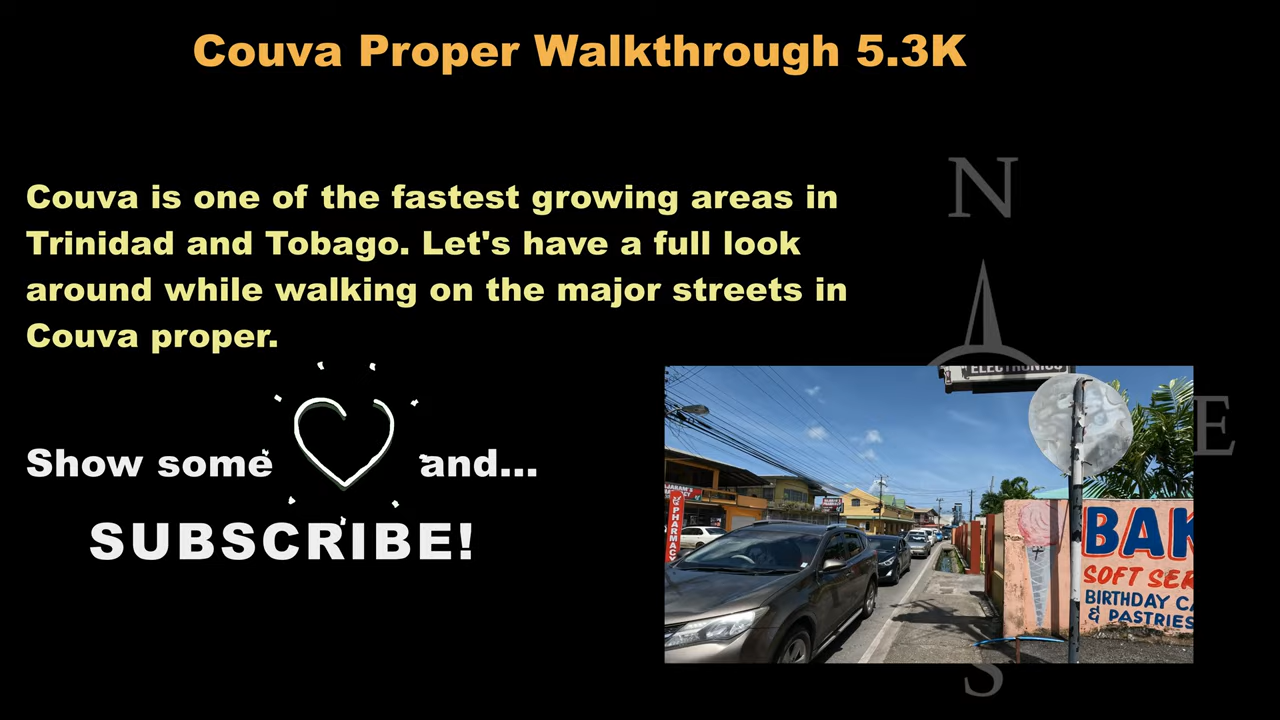 Couva Proper Walkthrough 5.3K
Couva is one of the fastest growing areas in
Trinidad and Tobago. Let's have a full look
around while walking on the major streets in
Couva proper.
Show some and...
SUBSCRIBE!
N
E
S
ELECTRONICS
PHARMACY
BAK
SOFT SER
BIRTHDAY CA
& PASTRIES